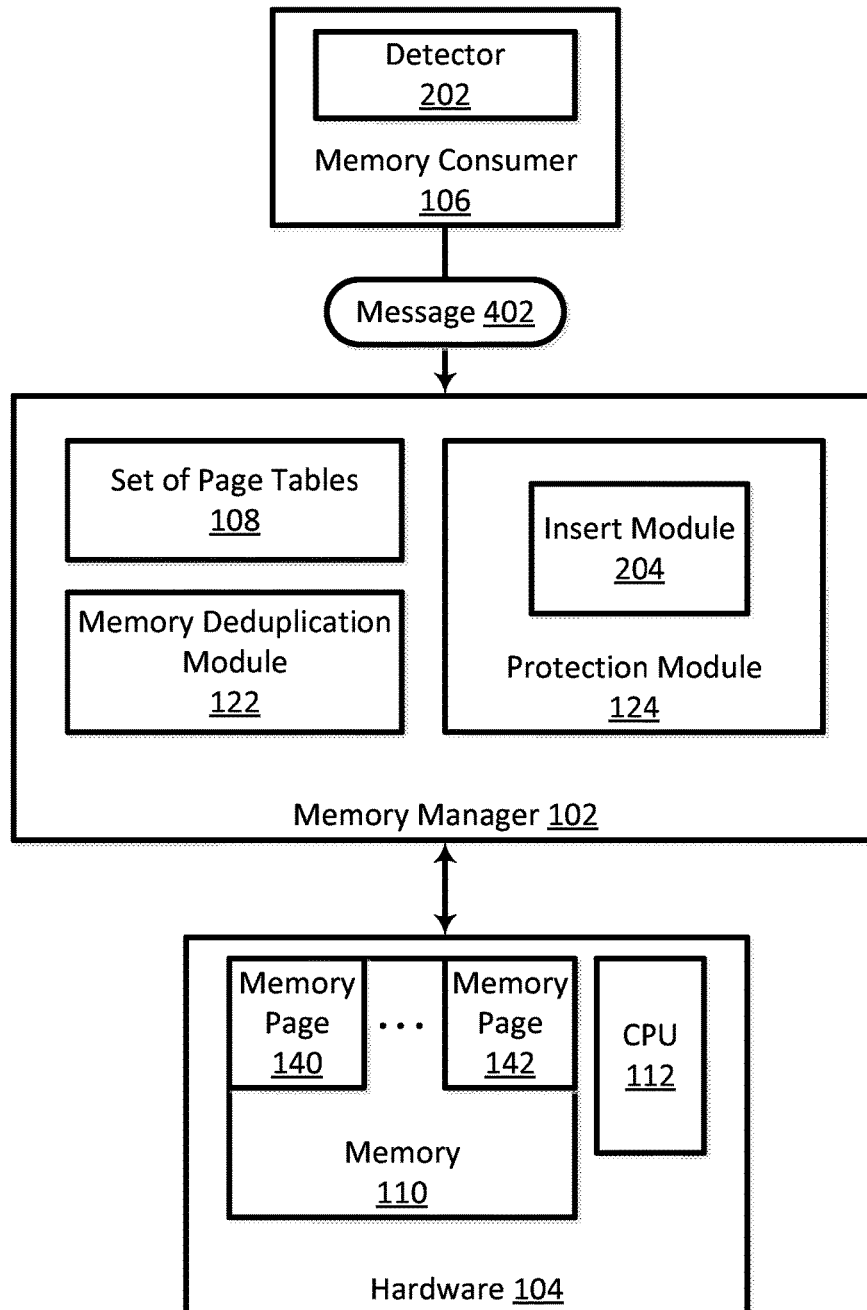 Detector
202
Memory Consumer
106
Message 402
Set of Page Tables
108
Memory Deduplication
Module
122
Insert Module
204
Protection Module
124
Memory Manager 102
Memory
Page
140
...
Memory
Page
142
CPU
112
Memory
110
Hardware 104